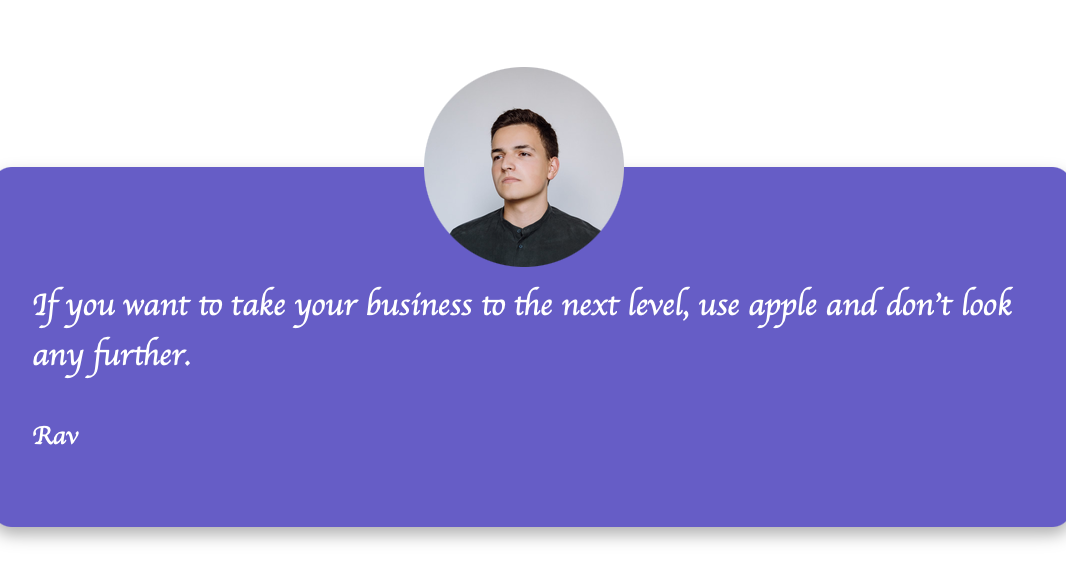 If you want to take your business to the next level, use apple and don't look
any further.
Rav